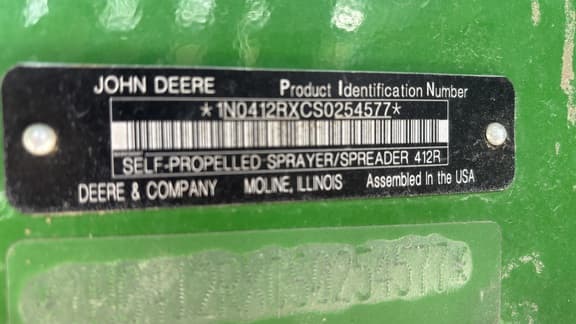 JOHN DEERE Product Identification Number
*1N0412RXCS0254577*
SELF-PROPELLED SPRAYER/SPREADER 412R
DEERE & COMPANY MOLINE, ILLINOIS Assembled in the USA